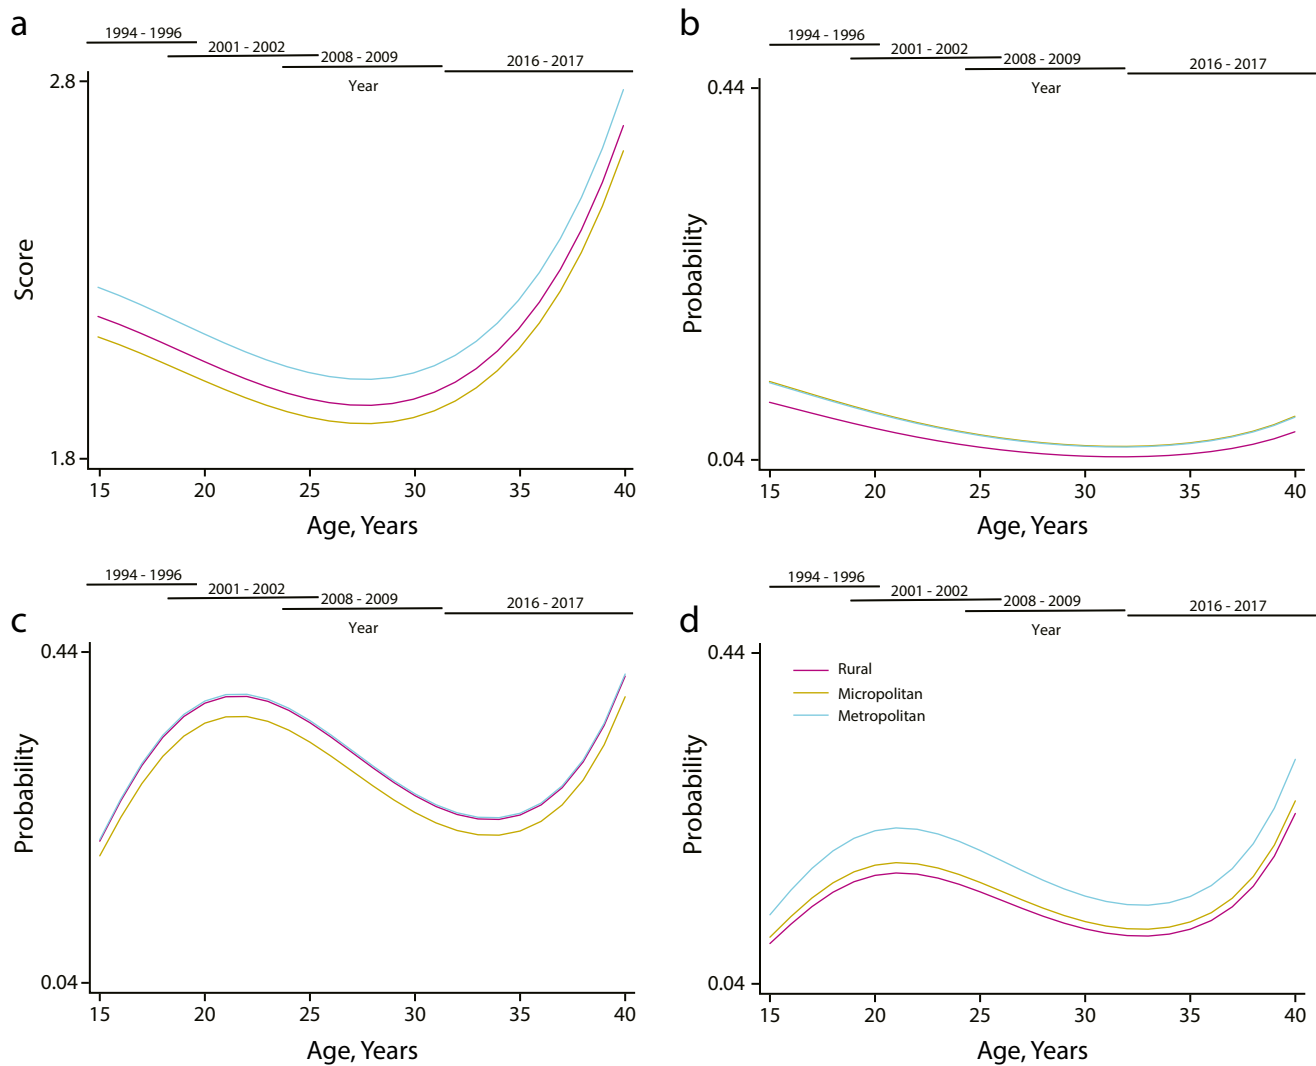 a
1994 - 1996
2001 - 2002
2008 - 2009
2016 - 2017
Year
2.8
1.8
Score
15 20 25 30 35 40
Age, Years
b
1994 - 1996
2001 - 2002
2008 - 2009
2016 - 2017
Year
0.44
0.04
Probability
15 20 25 30 35 40
Age, Years
c
1994 - 1996
2001 - 2002
2008 - 2009
2016 - 2017
Year
0.44
0.04
Probability
15 20 25 30 35 40
Age, Years
d
1994 - 1996
2001 - 2002
2008 - 2009
2016 - 2017
Year
0.44
0.04
Probability
Rural
Micropolitan
Metropolitan
15 20 25 30 35 40
Age, Years